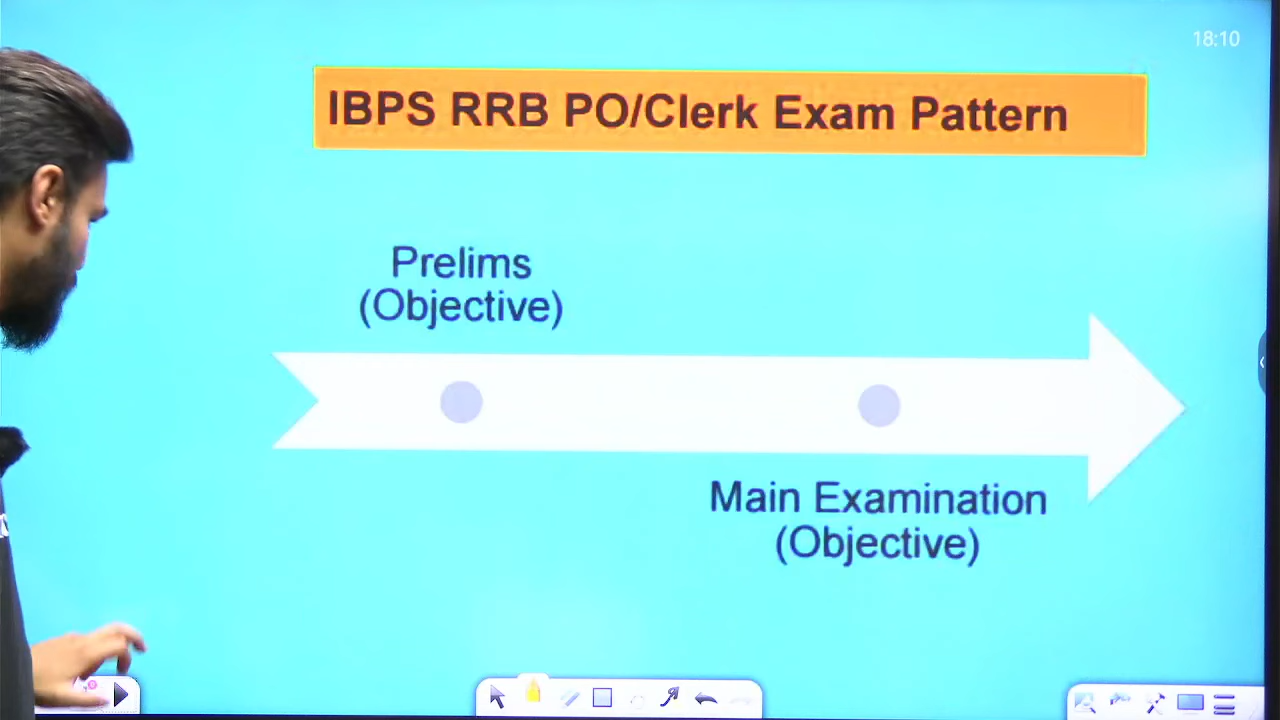 18:10
IBPS RRB PO/Clerk Exam Pattern
Prelims
(Objective)
Main Examination
(Objective)